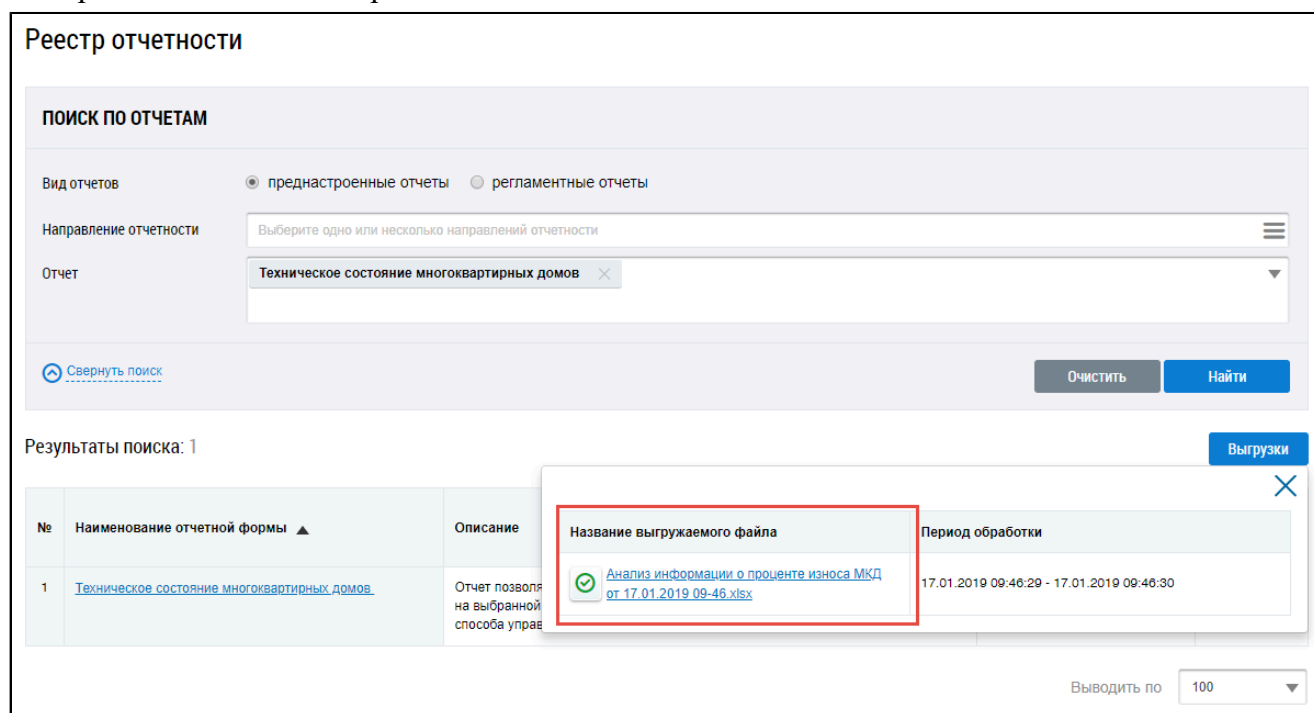 Реестр отчетности
ПОИСК ПО ОТЧЕТАМ
Вид отчетов
преднастроенные отчеты
регламентные отчеты
Направление отчетности
Выберите одно или несколько направлений отчетности
Отчет
Техническое состояние многоквартирных домов
Свернуть поиск
Очистить
Найти
Результаты поиска: 1
Выгрузки
№
Наименование отчетной формы
Описание
Название выгружаемого файла
Период обработки
1
Техническое состояние многоквартирных домов
Отчет позволя
на выбранной
способа управ
Анализ информации о проценте износа МКД
от 17.01.2019 09-46.xlsx
17.01.2019 09:46:29 - 17.01.2019 09:46:30
Выводить по
100